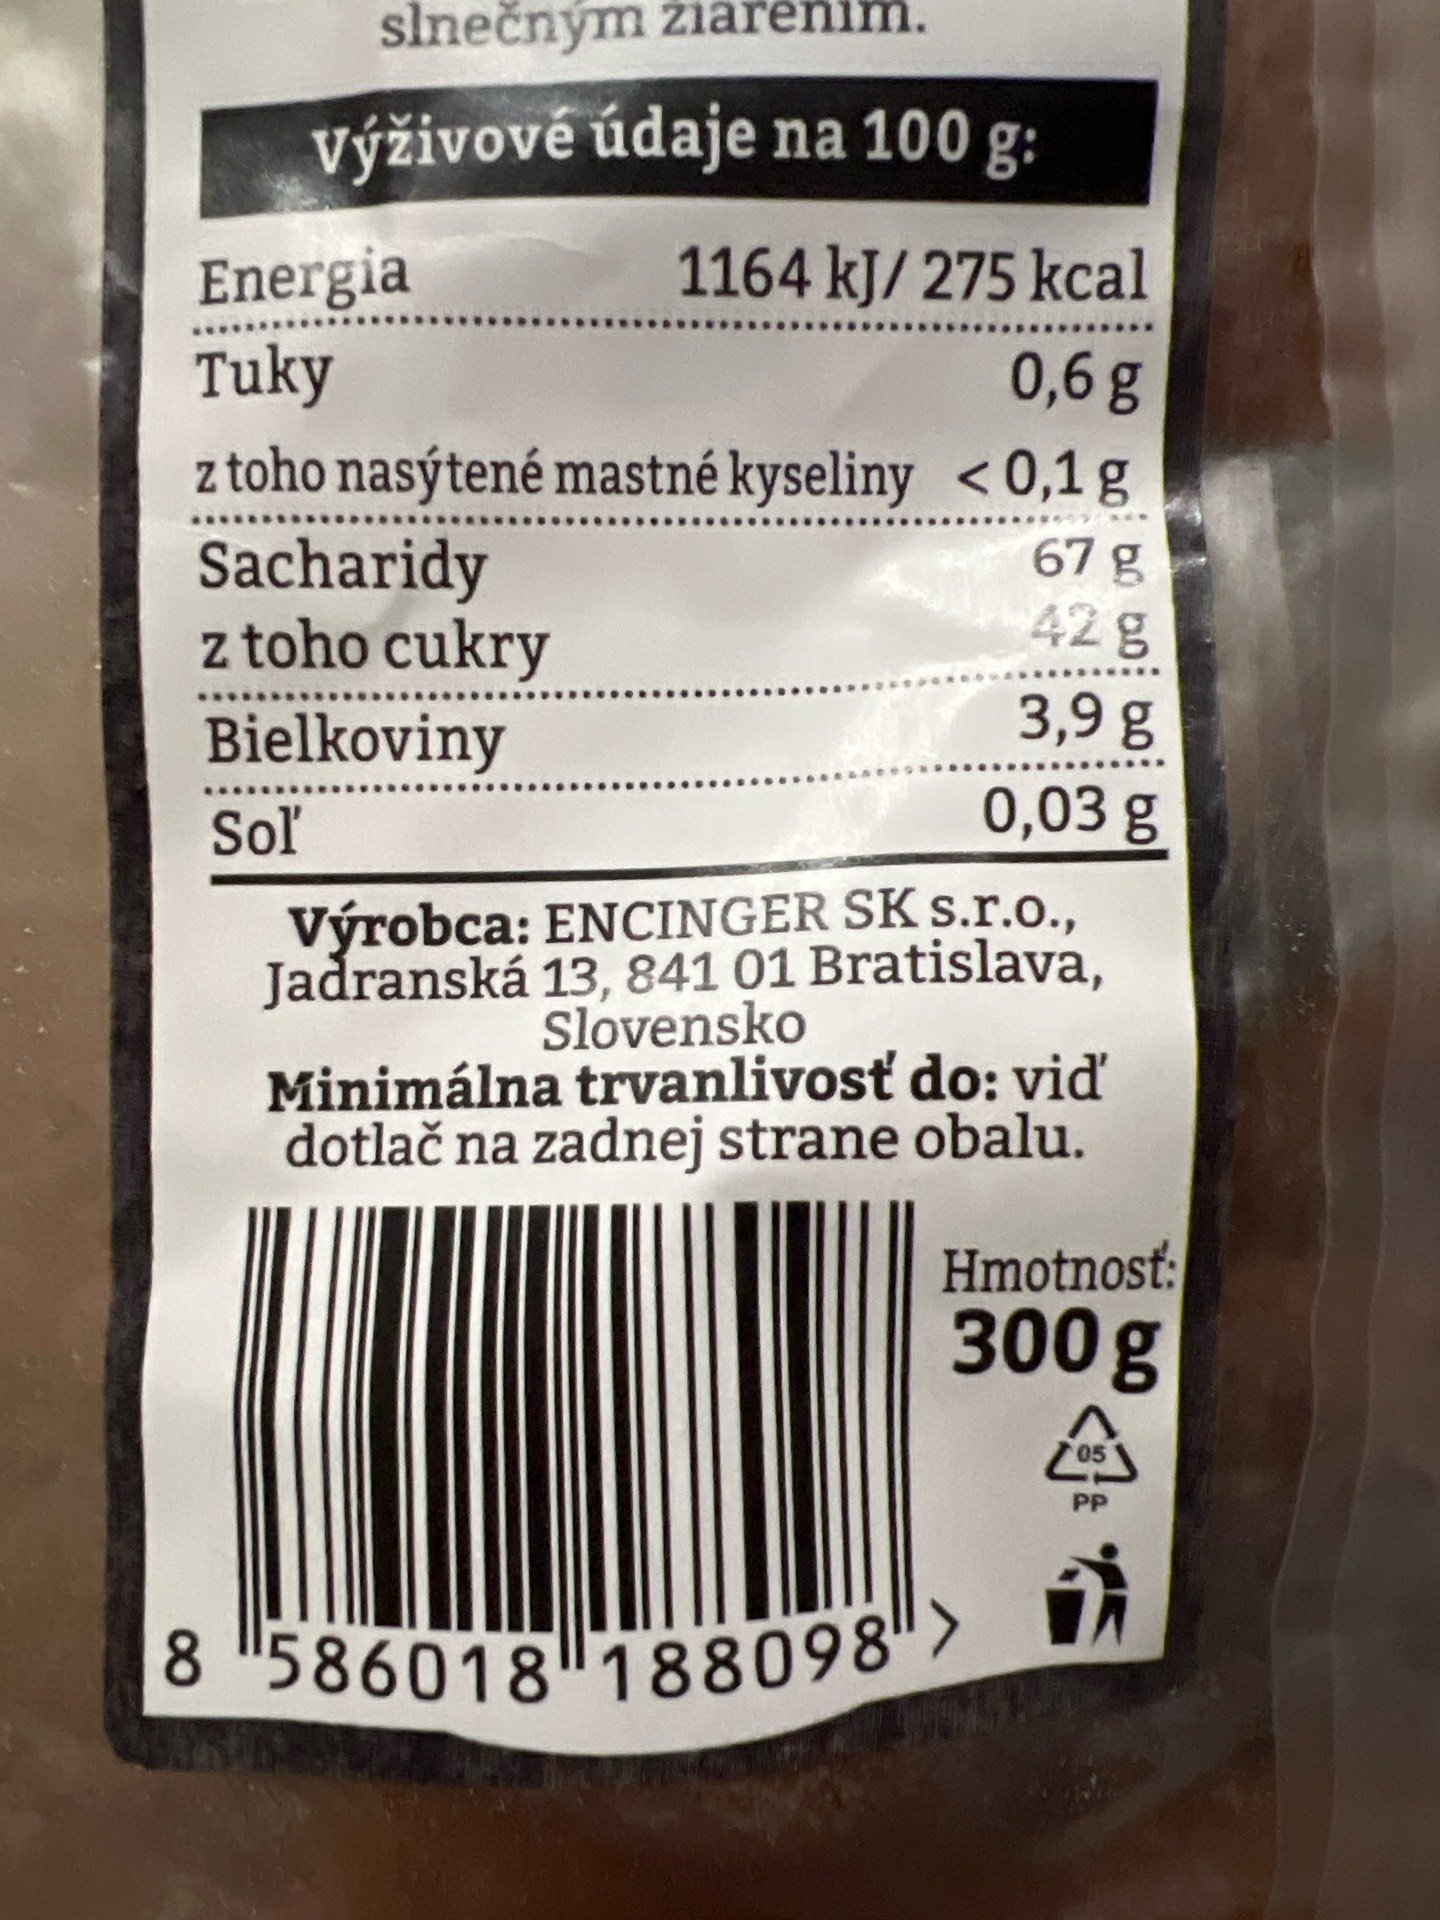 slnečným žiarením.
Výživové údaje na 100 g:
Energia 1164 kJ/ 275 kcal
Tuky 0,6 g
z toho nasýtené mastné kyseliny < 0,1 g
Sacharidy 67 g
z toho cukry 42 g
Bielkoviny 3,9 g
Soľ 0,03 g
Výrobca: ENCINGER SK s.r.o.,
Jadranská 13, 841 01 Bratislava,
Slovensko
Minimálna trvanlivosť do: viď
dotlač na zadnej strane obalu.
Hmotnosť:
300 g
05
PP
8 586018 188098 >